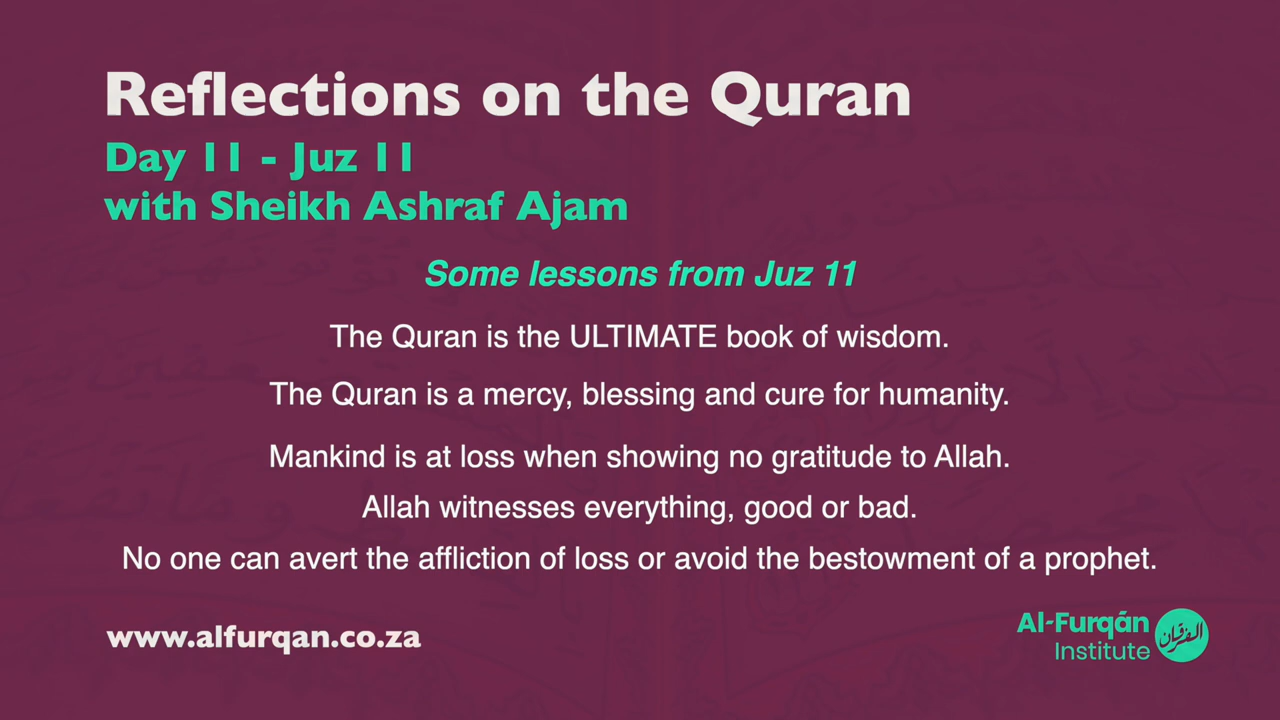 Reflections on the Quran
Day 11 - Juz 11
with Sheikh Ashraf Ajam
Some lessons from Juz 11
The Quran is the ULTIMATE book of wisdom.
The Quran is a mercy, blessing and cure for humanity.
Mankind is at loss when showing no gratitude to Allah.
Allah witnesses everything, good or bad.
No one can avert the affliction of loss or avoid the bestowment of a prophet.
www.alfurqan.co.za
Al-Furqán
Institute
الفرقان